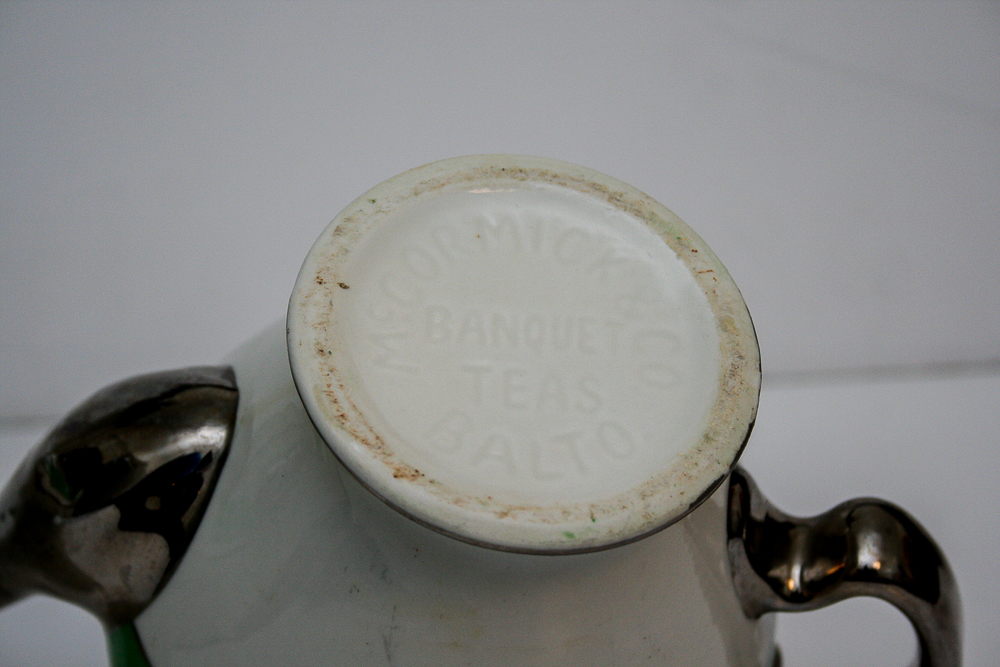 McCORMICK & CO
BANQUET
TEAS
BALTO